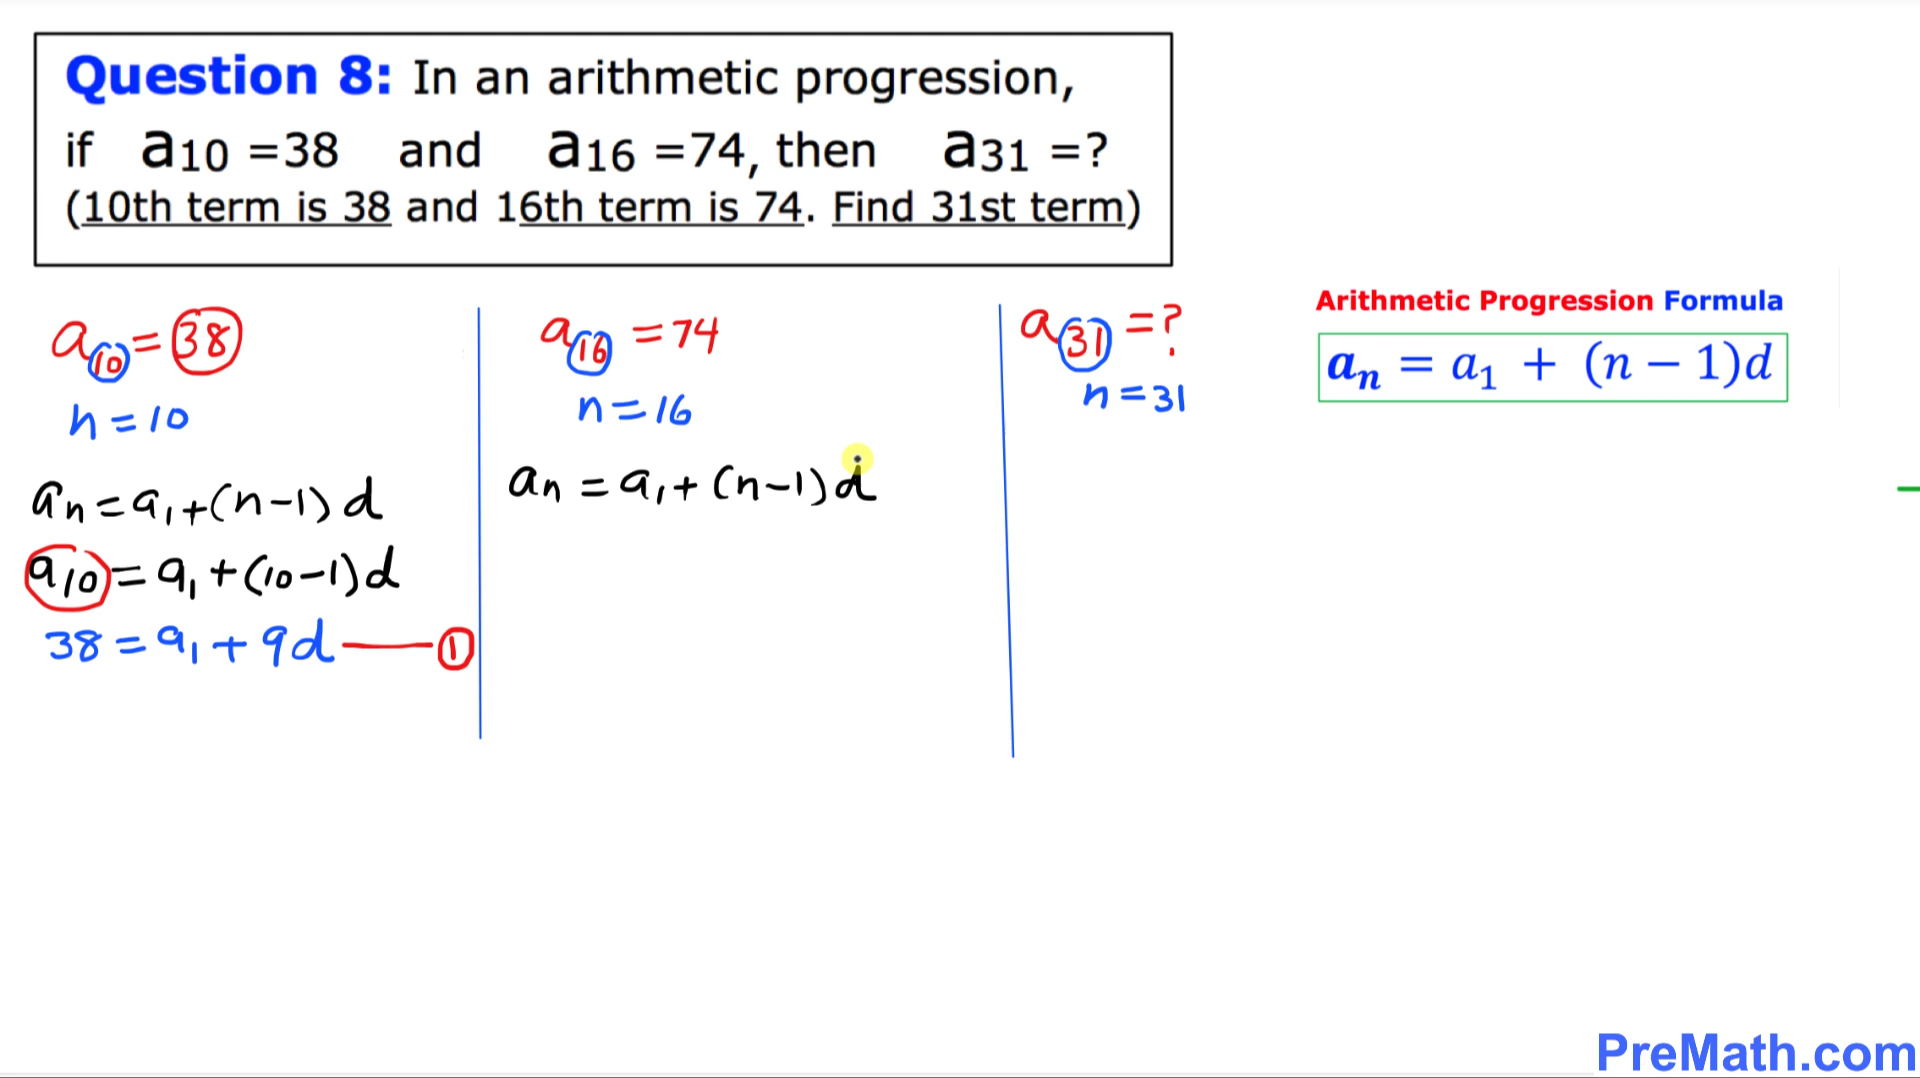 Question 8: In an arithmetic progression,
if a10 =38 and a16 =74, then a31 =?
(10th term is 38 and 16th term is 74. Find 31st term)
a10 = 38
n = 10
an = a1 + (n-1) d
a10 = a1 + (10-1) d
38 = a1 + 9d — 1
a16 = 74
n = 16
an = a1 + (n-1) d
a31 = ?
n = 31
Arithmetic Progression Formula
an = a1 + (n − 1)d
PreMath.com